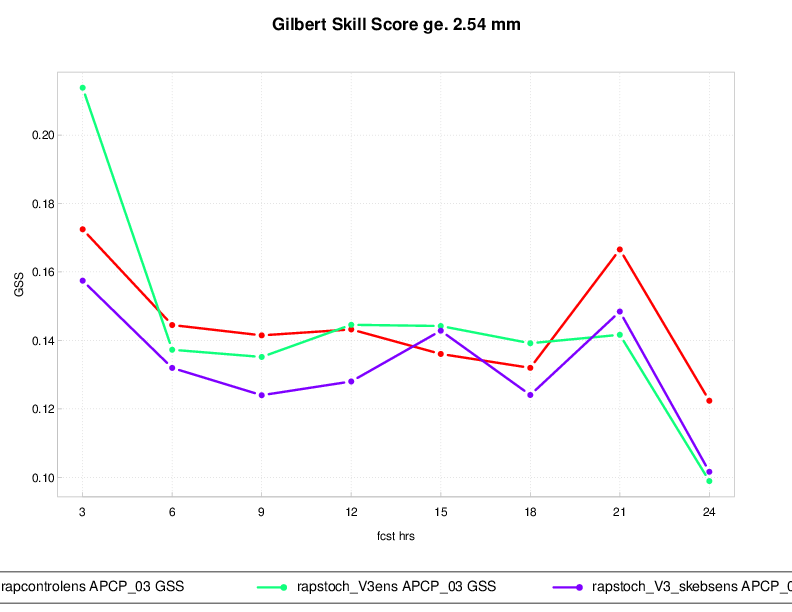 Gilbert Skill Score ge. 2.54 mm
0.20
0.18
0.16
0.14
0.12
0.10
GSS
3 6 9 12 15 18 21 24
fcst hrs
rapcontrolens APCP_03 GSS rapstoch_V3ens APCP_03 GSS rapstoch_V3_skebsens APCP_0